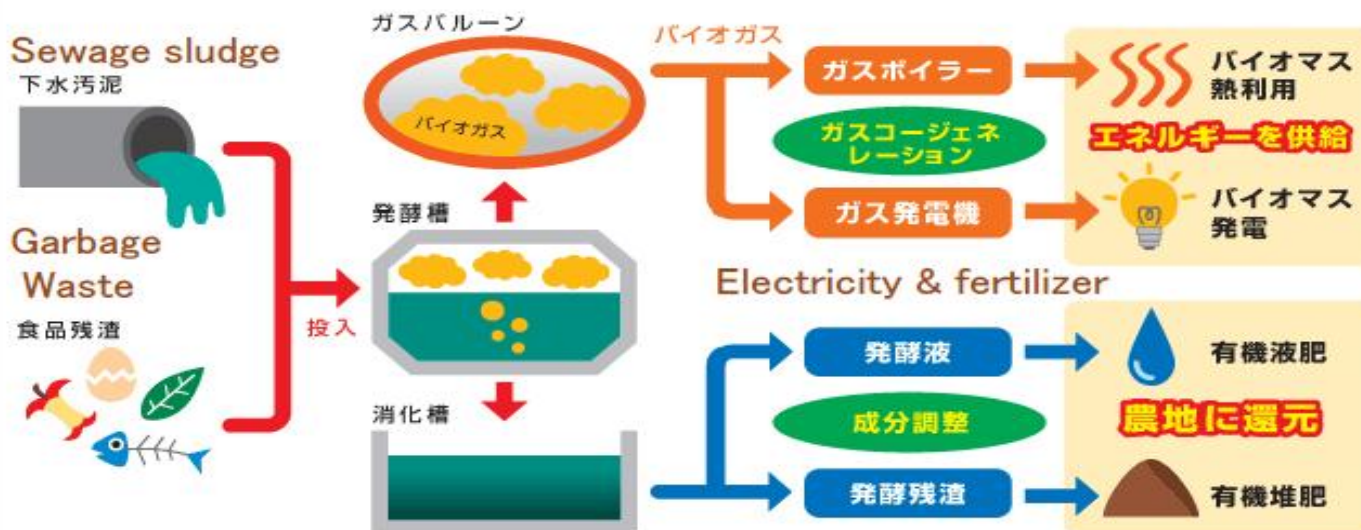 Sewage sludge
下水汚泥
Garbage
Waste
食品残渣
投入
ガスバルーン
バイオガス
発酵槽
消化槽
バイオガス
ガスボイラー
ガスコージェネ
レーション
ガス発電機
バイオマス
熱利用
エネルギーを供給
バイオマス
発電
Electricity & fertilizer
発酵液
成分調整
発酵残渣
有機液肥
農地に還元
有機堆肥